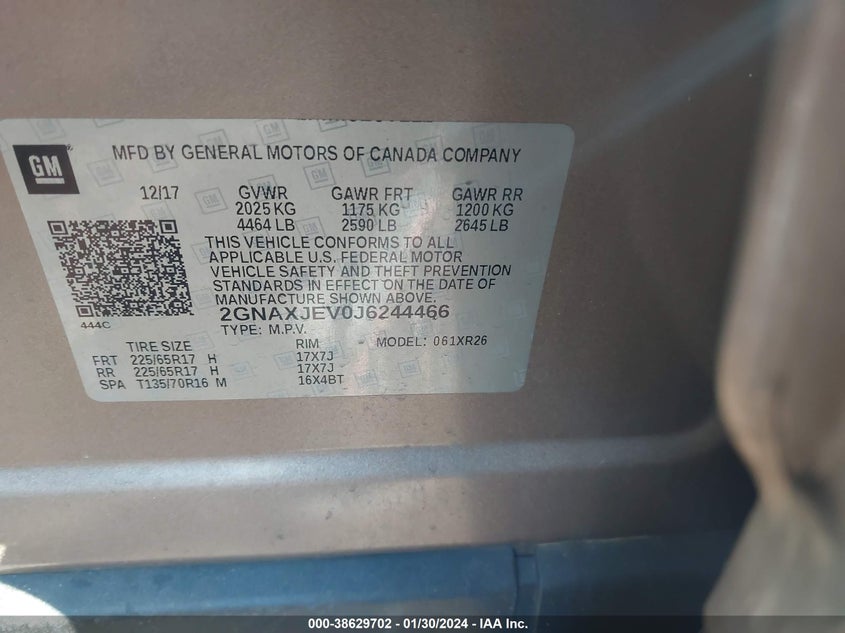 GM
MFD BY GENERAL MOTORS OF CANADA COMPANY
12/17 GVWR GAWR FRT GAWR RR
2025 KG 1175 KG 1200 KG
4464 LB 2590 LB 2645 LB
THIS VEHICLE CONFORMS TO ALL
APPLICABLE U.S. FEDERAL MOTOR
VEHICLE SAFETY AND THEFT PREVENTION
STANDARDS IN EFFECT ON THE DATE OF
MANUFACTURE SHOWN ABOVE.
444C
2GNAXJEV0J6244466
TYPE: M.P.V.
TIRE SIZE RIM MODEL: 061XR26
FRT 225/65R17 H 17X7J
RR 225/65R17 H 17X7J
SPA T135/70R16 M 16X4BT
000-38629702 - 01/30/2024 - IAA Inc.